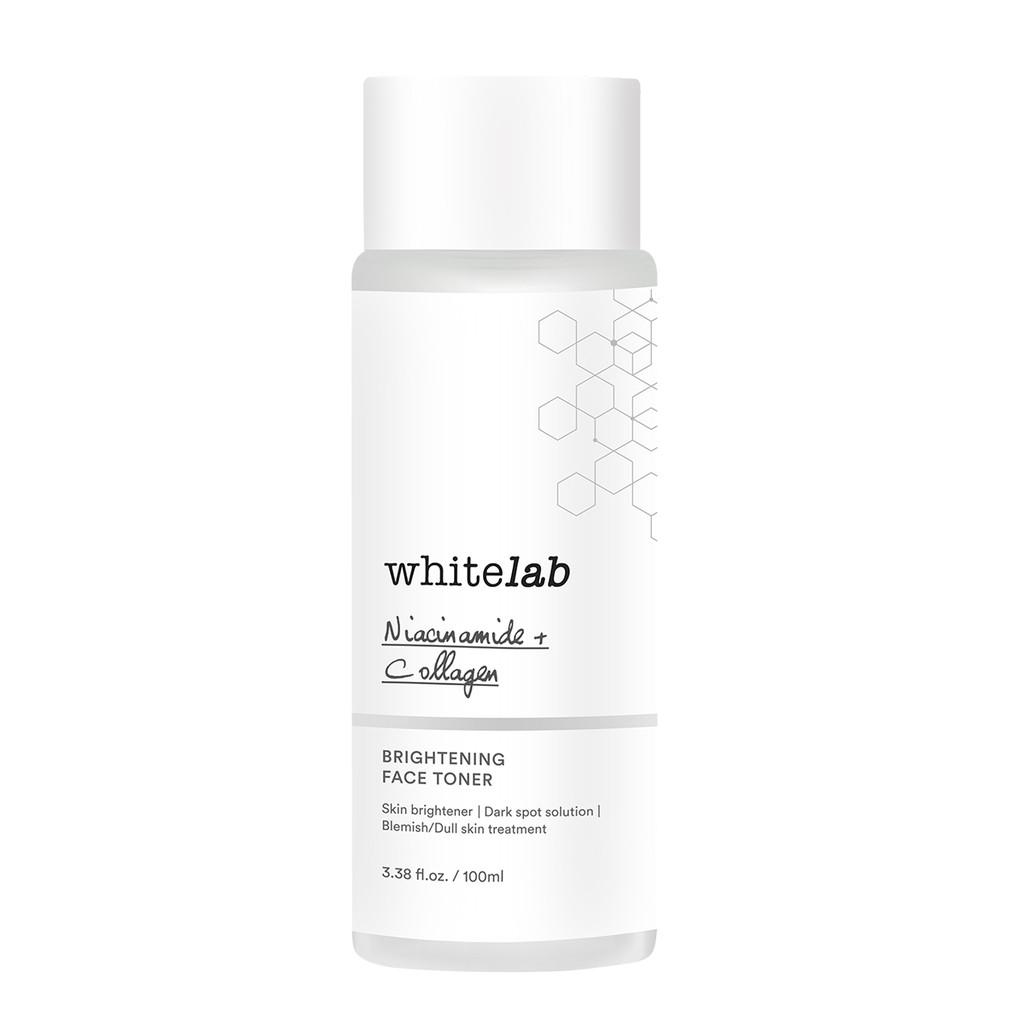 whitelab
Niacinamide +
Collagen
BRIGHTENING
FACE TONER
Skin brightener | Dark spot solution |
Blemish/Dull skin treatment
3.38 fl.oz. / 100ml